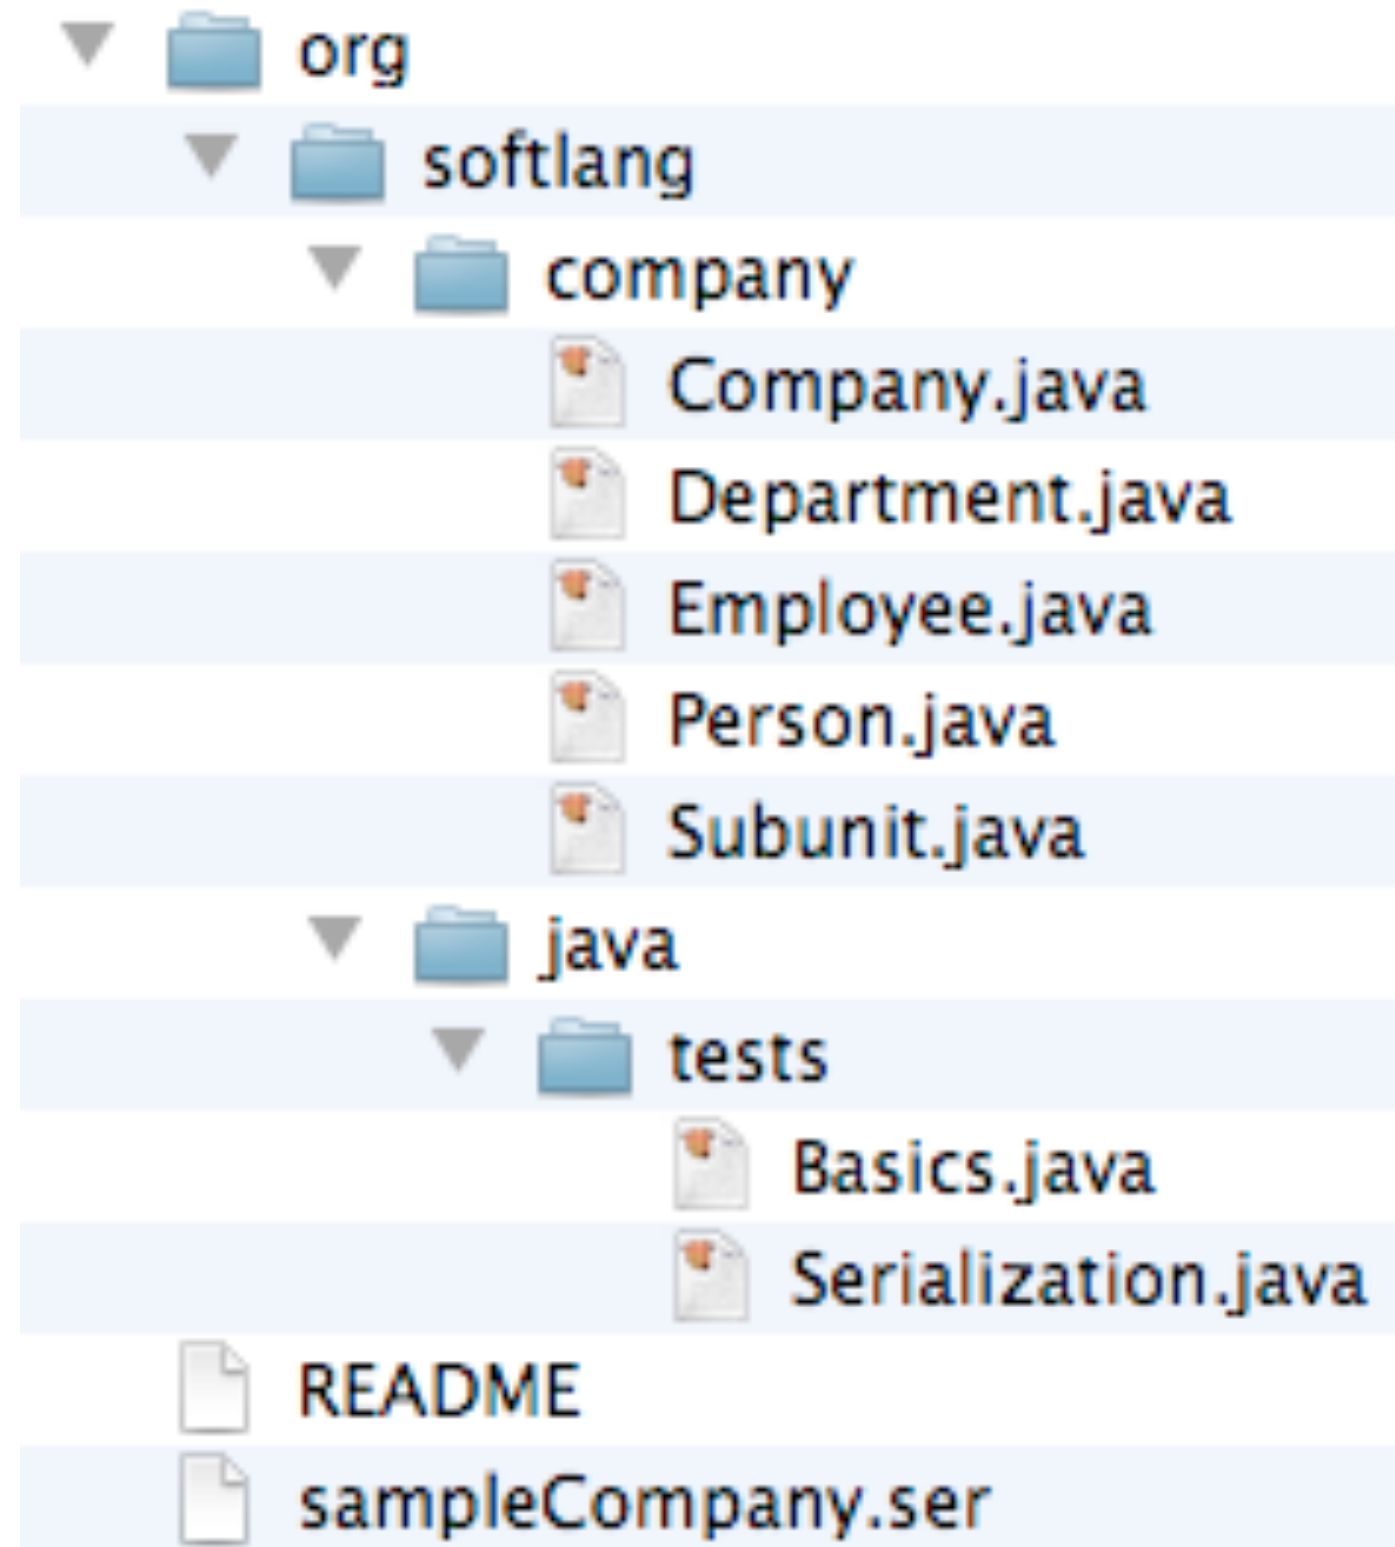 org
softlang
company
Company.java
Department.java
Employee.java
Person.java
Subunit.java
java
tests
Basics.java
Serialization.java
README
sampleCompany.ser